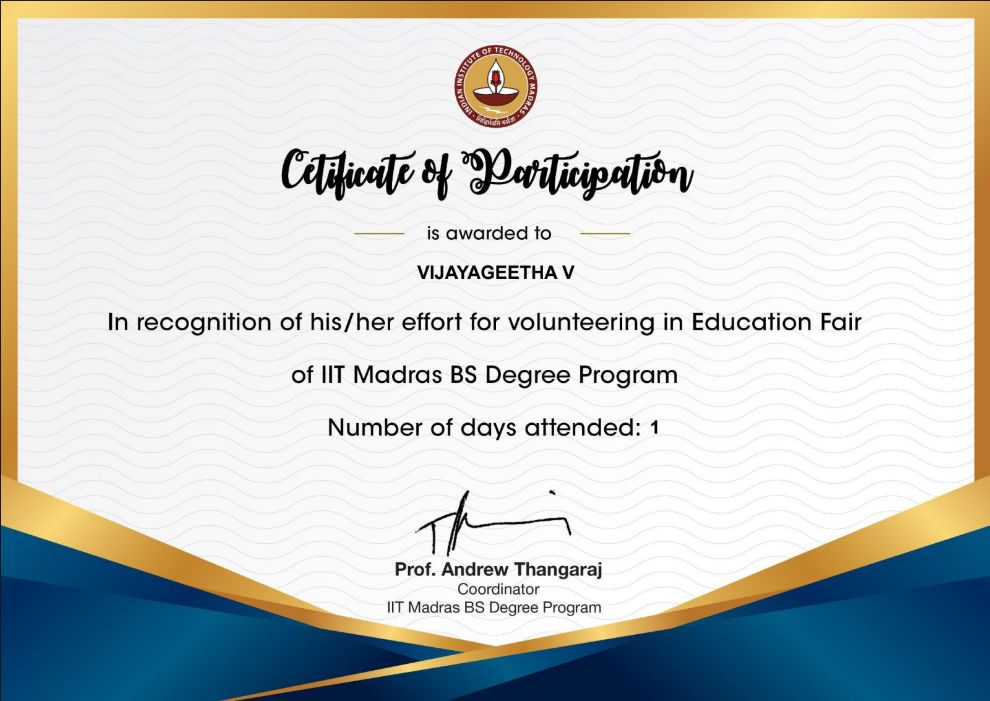 INDIAN INSTITUTE OF TECHNOLOGY MADRAS
सिद्धिर्भवति कर्मजा
Cetificate of Participation
is awarded to
VIJAYAGEETHA V
In recognition of his/her effort for volunteering in Education Fair
of IIT Madras BS Degree Program
Number of days attended: 1
Prof. Andrew Thangaraj
Coordinator
IIT Madras BS Degree Program